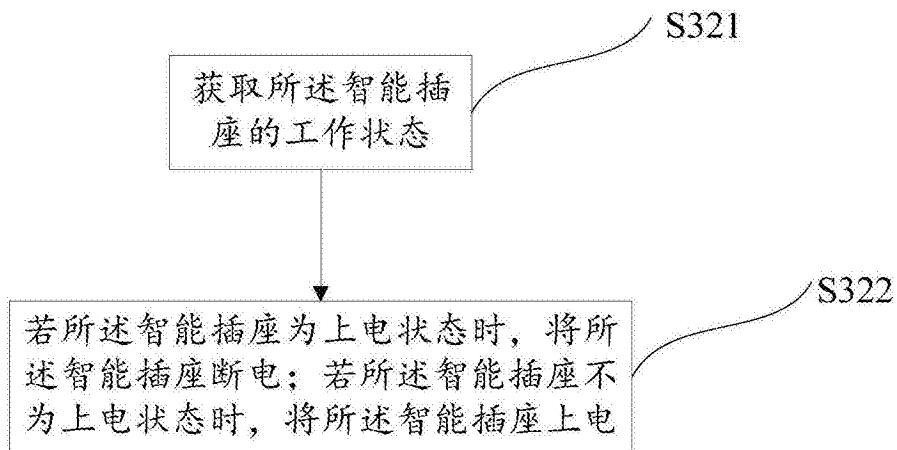 S321
获取所述智能插
座的工作状态
S322
若所述智能插座为上电状态时，将所
述智能插座断电；若所述智能插座不
为上电状态时，将所述智能插座上电